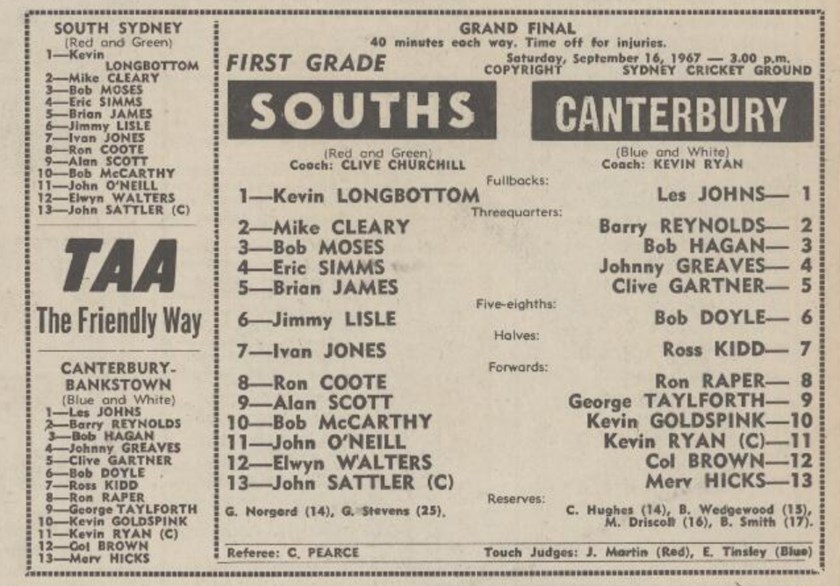 SOUTH SYDNEY
(Red and Green)
1—Kevin
LONGBOTTOM
2—Mike CLEARY
3—Bob MOSES
4—Eric SIMMS
5—Brian JAMES
6—Jimmy LISLE
7—Ivan JONES
8—Ron COOTE
9—Alan SCOTT
10—Bob McCARTHY
11—John O'NEILL
12—Elwyn WALTERS
13—John SATTLER (C)
TAA
The Friendly Way
CANTERBURY-
BANKSTOWN
(Blue and White)
1—Les JOHNS
2—Barry REYNOLDS
3—Bob HAGAN
4—Johnny GREAVES
5—Clive GARTNER
6—Bob DOYLE
7—Ross KIDD
8—Ron RAPER
9—George TAYLFORTH
10—Kevin GOLDSPINK
11—Kevin RYAN (C)
12—Col BROWN
13—Merv HICKS
GRAND FINAL
40 minutes each way. Time off for injuries.
FIRST GRADE
Saturday, September 16, 1967 — 3.00 p.m.
COPYRIGHT SYDNEY CRICKET GROUND
SOUTHS CANTERBURY
(Red and Green) (Blue and White)
Coach: CLIVE CHURCHILL Coach: KEVIN RYAN
Fullbacks:
1—Kevin LONGBOTTOM Les JOHNS— 1
Threequarters:
2—Mike CLEARY Barry REYNOLDS— 2
3—Bob MOSES Bob HAGAN— 3
4—Eric SIMMS Johnny GREAVES— 4
5—Brian JAMES Clive GARTNER— 5
Five-eighths:
6—Jimmy LISLE Bob DOYLE— 6
Halves:
7—Ivan JONES Ross KIDD— 7
Forwards:
8—Ron COOTE Ron RAPER— 8
9—Alan SCOTT George TAYLFORTH— 9
10—Bob McCARTHY Kevin GOLDSPINK—10
11—John O'NEILL Kevin RYAN (C)—11
12—Elwyn WALTERS Col BROWN—12
13—John SATTLER (C) Merv HICKS—13
Reserves:
G. Norgard (14), G. Stevens (25). C. Hughes (14), B. Wedgewood (15),
M. Driscoll (16), B. Smith (17).
Referee: C. PEARCE Touch Judges: J. Martin (Red), E. Tinsley (Blue)